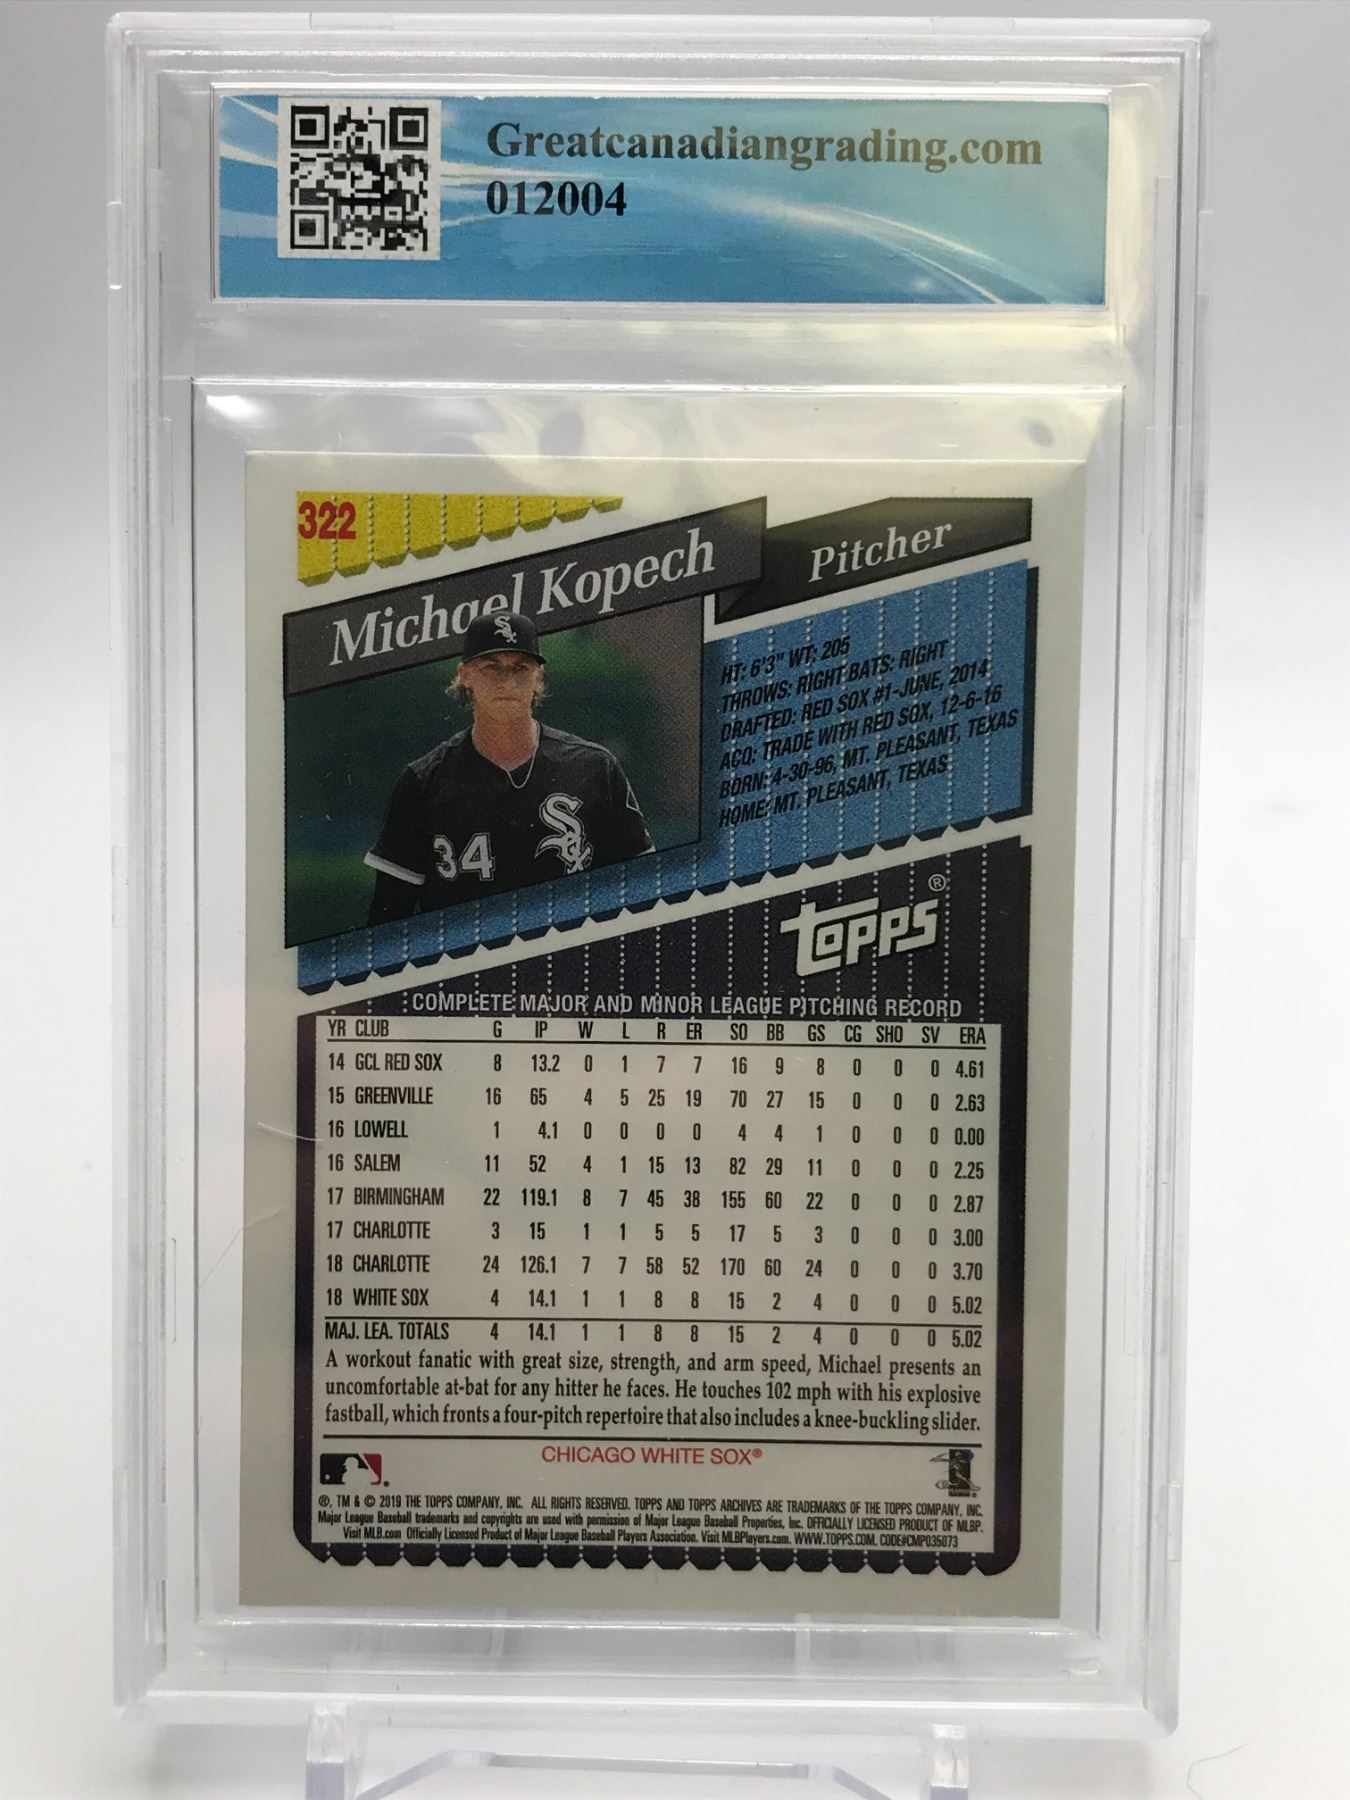 Greatcanadiangrading.com
012004
322
Michael Kopech
Pitcher
HT: 6'3" WT: 205
THROWS: RIGHT BATS: RIGHT
DRAFTED: RED SOX #1-JUNE, 2014
ACQ: TRADE WITH RED SOX, 12-6-16
BORN: 4-30-96, MT. PLEASANT, TEXAS
HOME: MT. PLEASANT, TEXAS
Sox
34
Sox
topps®
COMPLETE MAJOR AND MINOR LEAGUE PITCHING RECORD
YR CLUB G IP W L R ER SO BB GS CG SHO SV ERA
14 GCL RED SOX 8 13.2 0 1 7 7 16 9 8 0 0 0 4.61
15 GREENVILLE 16 65 4 5 25 19 70 27 15 0 0 0 2.63
16 LOWELL 1 4.1 0 0 0 0 4 4 1 0 0 0 0.00
16 SALEM 11 52 4 1 15 13 82 29 11 0 0 0 2.25
17 BIRMINGHAM 22 119.1 8 7 45 38 155 60 22 0 0 0 2.87
17 CHARLOTTE 3 15 1 1 5 5 17 5 3 0 0 0 3.00
18 CHARLOTTE 24 126.1 7 7 58 52 170 60 24 0 0 0 3.70
18 WHITE SOX 4 14.1 1 1 8 8 15 2 4 0 0 0 5.02
MAJ. LEA. TOTALS 4 14.1 1 1 8 8 15 2 4 0 0 0 5.02
A workout fanatic with great size, strength, and arm speed, Michael presents an
uncomfortable at-bat for any hitter he faces. He touches 102 mph with his explosive
fastball, which fronts a four-pitch repertoire that also includes a knee-buckling slider.
CHICAGO WHITE SOX®
®, TM & © 2019 THE TOPPS COMPANY, INC. ALL RIGHTS RESERVED. TOPPS AND TOPPS ARCHIVES ARE TRADEMARKS OF THE TOPPS COMPANY, INC.
Major League Baseball trademarks and copyrights are used with permission of Major League Baseball Properties, Inc. OFFICIALLY LICENSED PRODUCT OF MLBP.
Visit MLB.com Officially Licensed Product of Major League Baseball Players Association. Visit MLBPlayers.com. WWW.TOPPS.COM. CODE#CMP035073